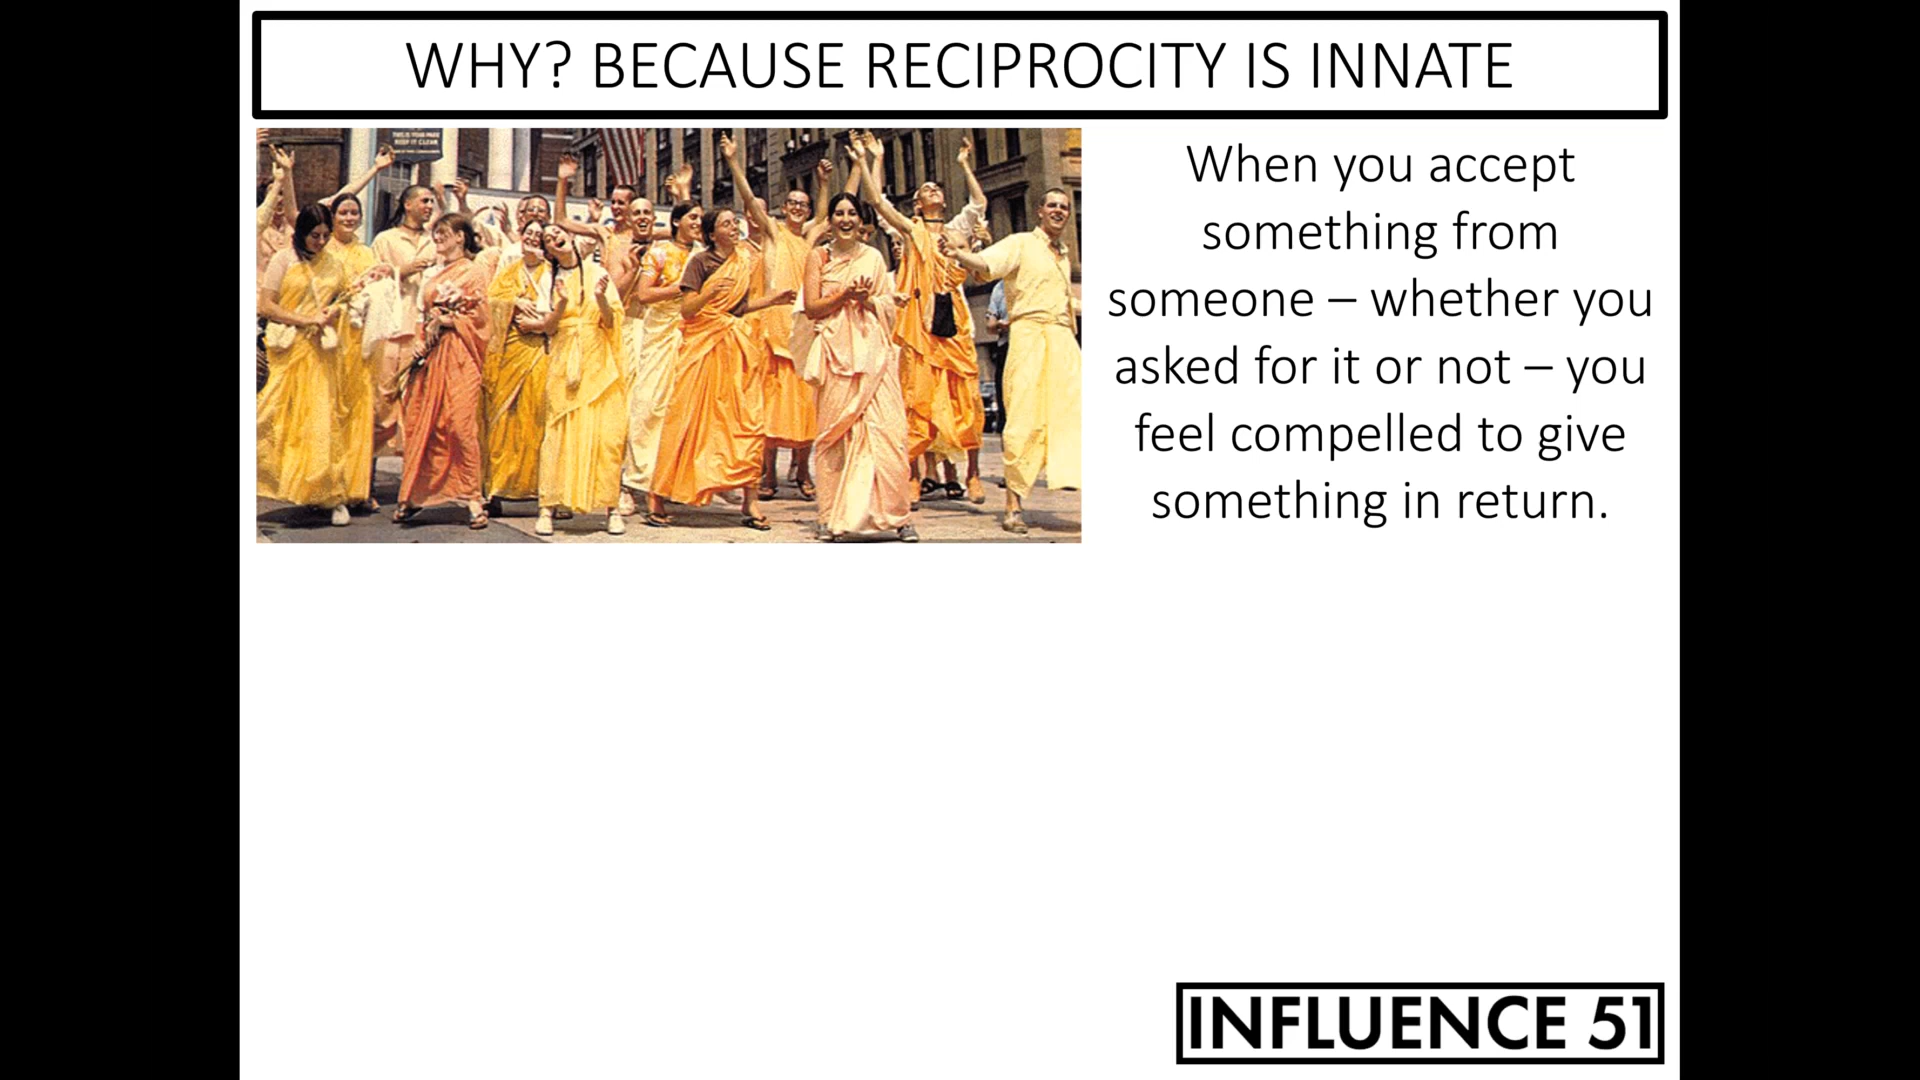 WHY? BECAUSE RECIPROCITY IS INNATE
When you accept
something from
someone – whether you
asked for it or not – you
feel compelled to give
something in return.
INFLUENCE 51